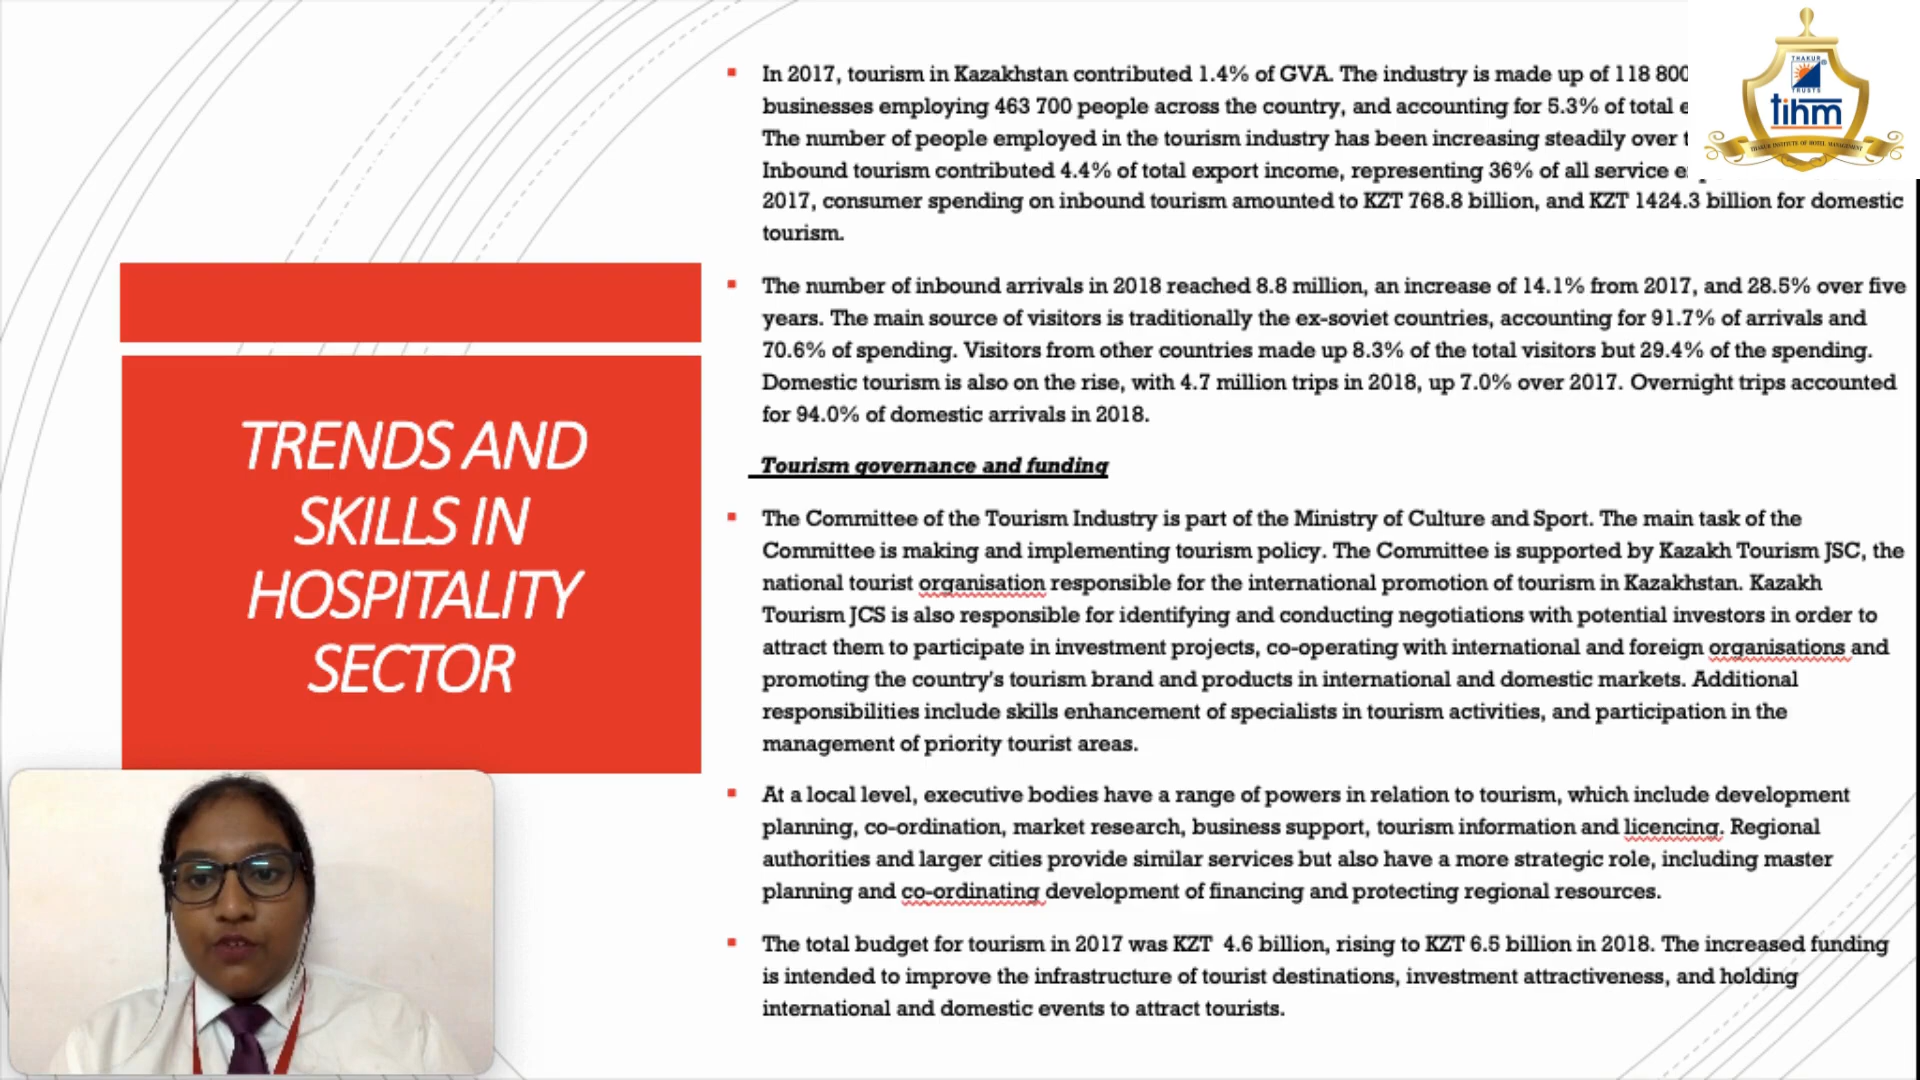 In 2017, tourism in Kazakhstan contributed 1.4% of GVA. The industry is made up of 118 800
businesses employing 463 700 people across the country, and accounting for 5.3% of total
The number of people employed in the tourism industry has been increasing steadily over
Inbound tourism contributed 4.4% of total export income, representing 36% of all service
2017, consumer spending on inbound tourism amounted to KZT 768.8 billion, and KZT 1424.3 billion for domestic
tourism.
The number of inbound arrivals in 2018 reached 8.8 million, an increase of 14.1% from 2017, and 28.5% over five
years. The main source of visitors is traditionally the ex-soviet countries, accounting for 91.7% of arrivals and
70.6% of spending. Visitors from other countries made up 8.3% of the total visitors but 29.4% of the spending.
Domestic tourism is also on the rise, with 4.7 million trips in 2018, up 7.0% over 2017. Overnight trips accounted
for 94.0% of domestic arrivals in 2018.
Tourism governance and funding
The Committee of the Tourism Industry is part of the Ministry of Culture and Sport. The main task of the
Committee is making and implementing tourism policy. The Committee is supported by Kazakh Tourism JSC, the
national tourist organisation responsible for the international promotion of tourism in Kazakhstan. Kazakh
Tourism JCS is also responsible for identifying and conducting negotiations with potential investors in order to
attract them to participate in investment projects, co-operating with international and foreign organisations and
promoting the country's tourism brand and products in international and domestic markets. Additional
responsibilities include skills enhancement of specialists in tourism activities, and participation in the
management of priority tourist areas.
At a local level, executive bodies have a range of powers in relation to tourism, which include development
planning, co-ordination, market research, business support, tourism information and licencing. Regional
authorities and larger cities provide similar services but also have a more strategic role, including master
planning and co-ordinating development of financing and protecting regional resources.
The total budget for tourism in 2017 was KZT 4.6 billion, rising to KZT 6.5 billion in 2018. The increased funding
is intended to improve the infrastructure of tourist destinations, investment attractiveness, and holding
international and domestic events to attract tourists.
TRENDS AND
SKILLS IN
HOSPITALITY
SECTOR
THAKUR
TRUSTS
tihm
THAKUR INSTITUTE OF HOTEL MANAGEMENT